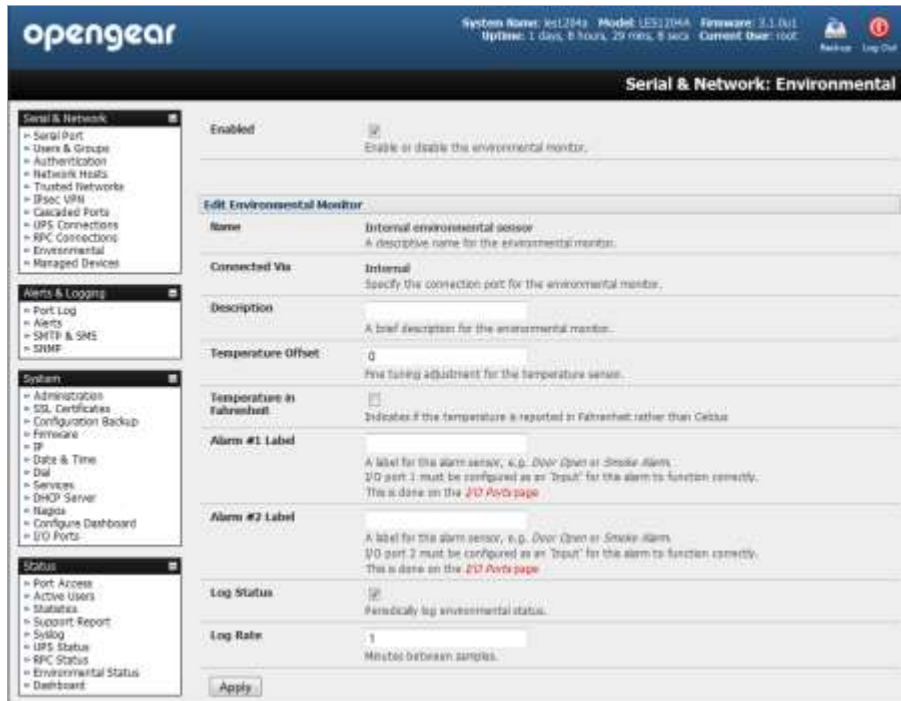 opengear
System Name: lest204a Model: LES1204A Firmware: 3.1.0u1
Uptime: 1 days, 8 hours, 29 mins, 8 secs Current User: root
Backup
Log Out
Serial & Network: Environmental
Serial & Network
Serial Port
Users & Groups
Authentication
Network Hosts
Trusted Networks
IPsec VPN
Cascaded Ports
UPS Connections
RPC Connections
Environmental
Managed Devices
Alerts & Logging
Port Log
Alerts
SMTP & SMS
SNMP
System
Administration
SSL Certificates
Configuration Backup
Firmware
IP
Date & Time
Dial
Services
DHCP Server
Nagios
Configure Dashboard
I/O Ports
Status
Port Access
Active Users
Statistics
Support Report
Syslog
UPS Status
RPC Status
Environmental Status
Dashboard
Enabled
Enable or disable the environmental monitor.
Edit Environmental Monitor
Name
Internal environmental sensor
A descriptive name for the environmental monitor.
Connected Via
Internal
Specify the connection port for the environmental monitor.
Description
A brief description for the environmental monitor.
Temperature Offset
0
Fine tuning adjustment for the temperature sensor.
Temperature in Fahrenheit
Indicates if the temperature is reported in Fahrenheit rather than Celsius
Alarm #1 Label
A label for this alarm sensor, e.g. Door Open or Smoke Alarm.
I/O port 1 must be configured as an 'Input' for the alarm to function correctly.
This is done on the I/O Ports page
Alarm #2 Label
A label for this alarm sensor, e.g. Door Open or Smoke Alarm.
I/O port 2 must be configured as an 'Input' for the alarm to function correctly.
This is done on the I/O Ports page
Log Status
Periodically log environmental status.
Log Rate
1
Minutes between samples.
Apply